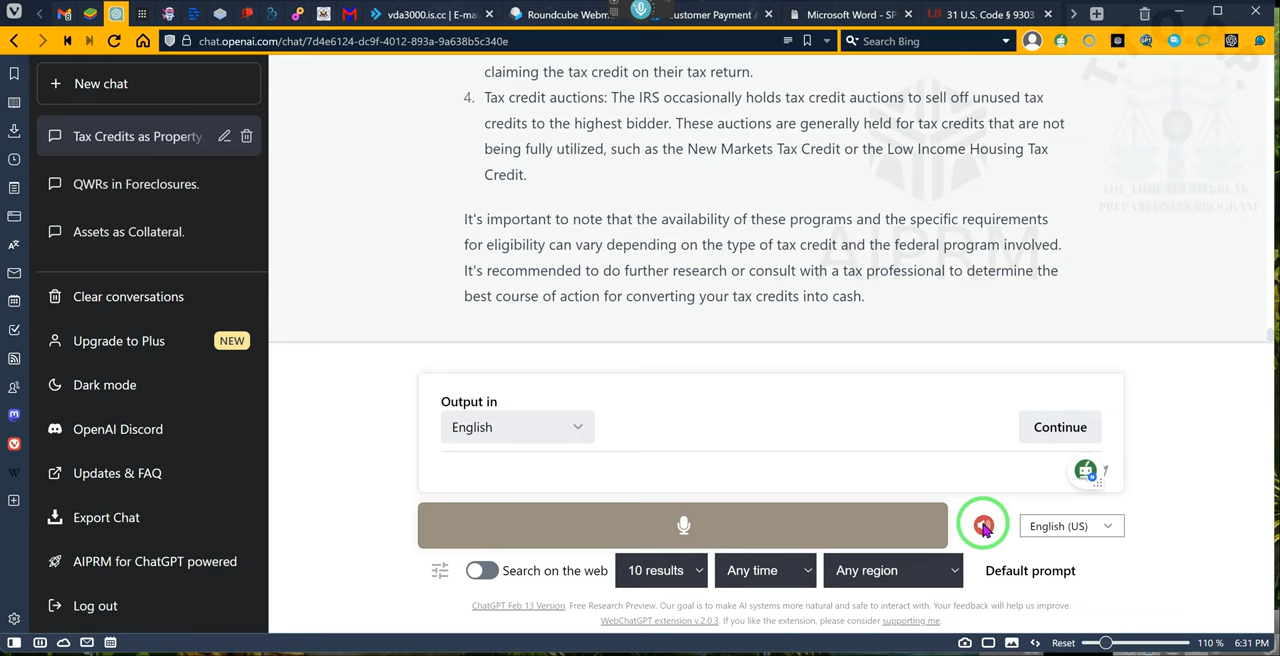 vda3000.is.cc | E-ma
Roundcube Webm
ustomer Payment A
Microsoft Word - SP
LII
31 U.S. Code § 9303
chat.openai.com/chat/7d4e6124-dc9f-4012-893a-9a638b5c340e
Search Bing
New chat
Tax Credits as Property.
QWRs in Foreclosures.
Assets as Collateral.
Clear conversations
Upgrade to Plus
NEW
Dark mode
OpenAI Discord
Updates & FAQ
Export Chat
AIPRM for ChatGPT powered
Log out
claiming the tax credit on their tax return.
4. Tax credit auctions: The IRS occasionally holds tax credit auctions to sell off unused tax
credits to the highest bidder. These auctions are generally held for tax credits that are not
being fully utilized, such as the New Markets Tax Credit or the Low Income Housing Tax
Credit.
It's important to note that the availability of these programs and the specific requirements
for eligibility can vary depending on the type of tax credit and the federal program involved.
It's recommended to do further research or consult with a tax professional to determine the
best course of action for converting your tax credits into cash.
T.T.O.P.P.
THE THREAT OUTBREAK
PREPAREDNESS PROGRAM
AIPRM
Output in
English
Continue
English (US)
Search on the web
10 results
Any time
Any region
Default prompt
ChatGPT Feb 13 Version. Free Research Preview. Our goal is to make AI systems more natural and safe to interact with. Your feedback will help us improve.
WebChatGPT extension v.2.0.3. If you like the extension, please consider supporting me.
Reset
110 %
6:31 PM